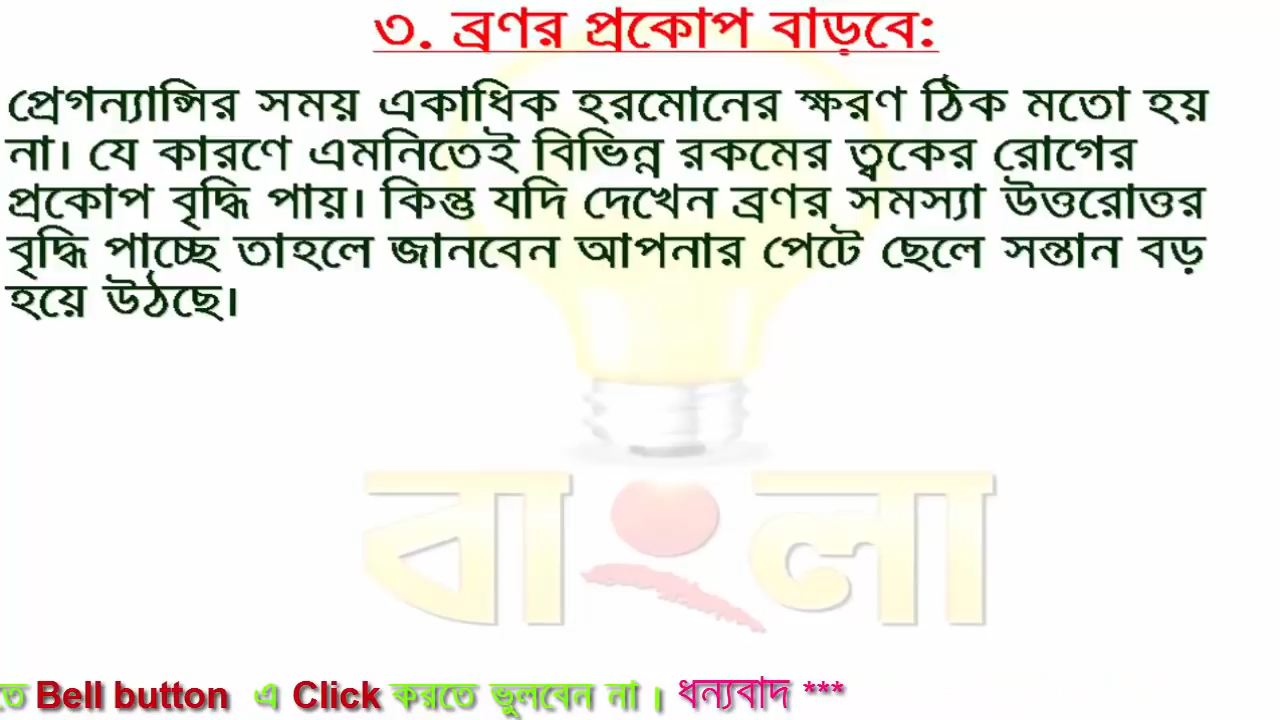 ৩. ব্রণর প্রকোপ বাড়বে:
প্রেগন্যান্সির সময় একাধিক হরমোনের ক্ষরণ ঠিক মতো হয়
না। যে কারণে এমনিতেই বিভিন্ন রকমের ত্বকের রোগের
প্রকোপ বৃদ্ধি পায়। কিন্তু যদি দেখেন ব্রণর সমস্যা উত্তরোত্তর
বৃদ্ধি পাচ্ছে তাহলে জানবেন আপনার পেটে ছেলে সন্তান বড়
হয়ে উঠছে।
বাংলা
তে Bell button এ Click করতে ভুলবেন না । ধন্যবাদ ***